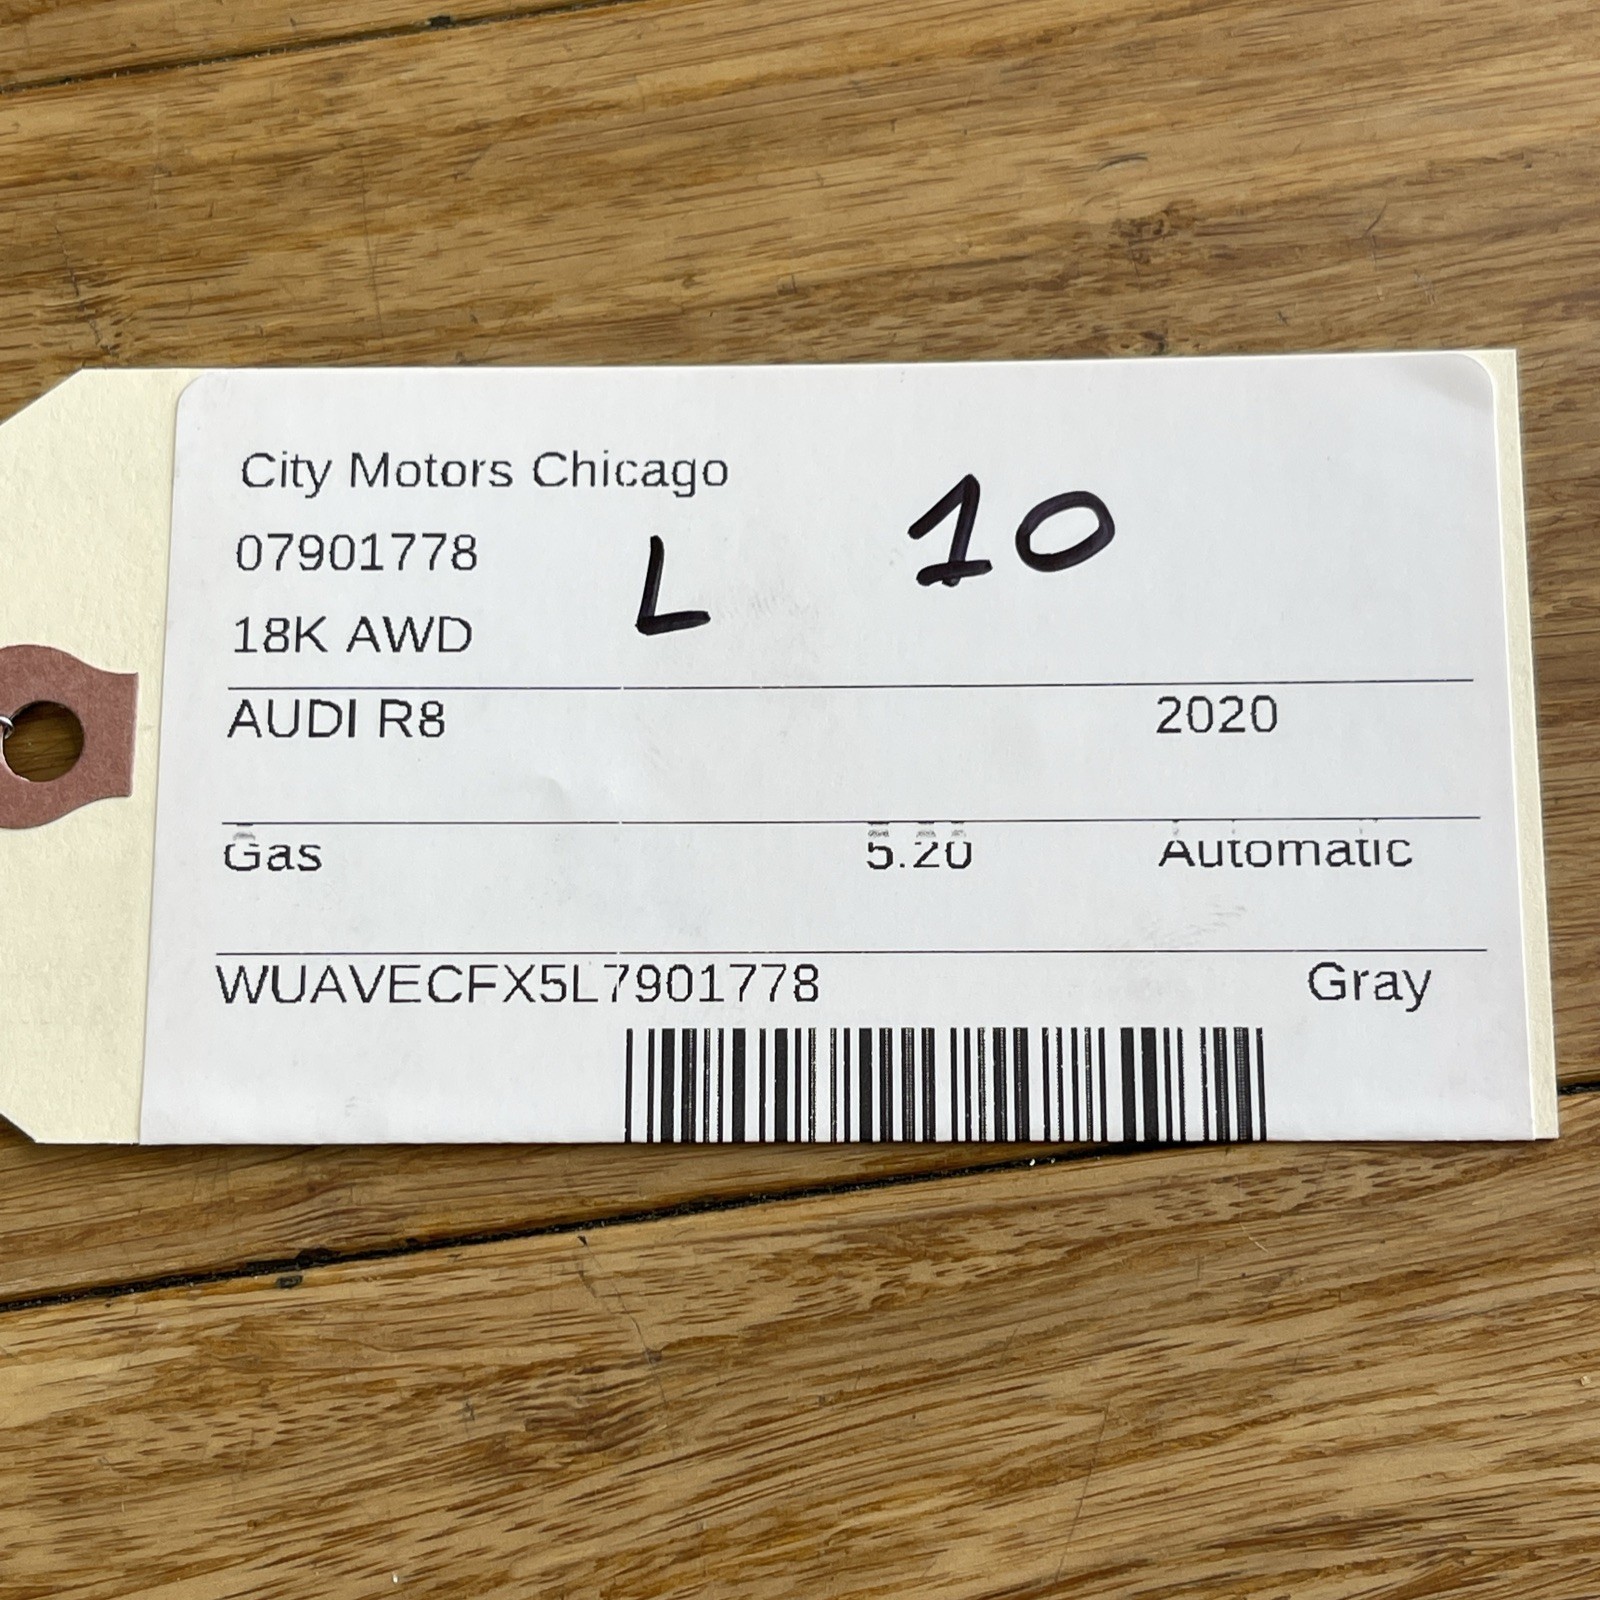 City Motors Chicago
07901778
L
10
18K AWD
AUDI R8 2020
Gas 5.20 Automatic
WUAVECFX5L7901778 Gray